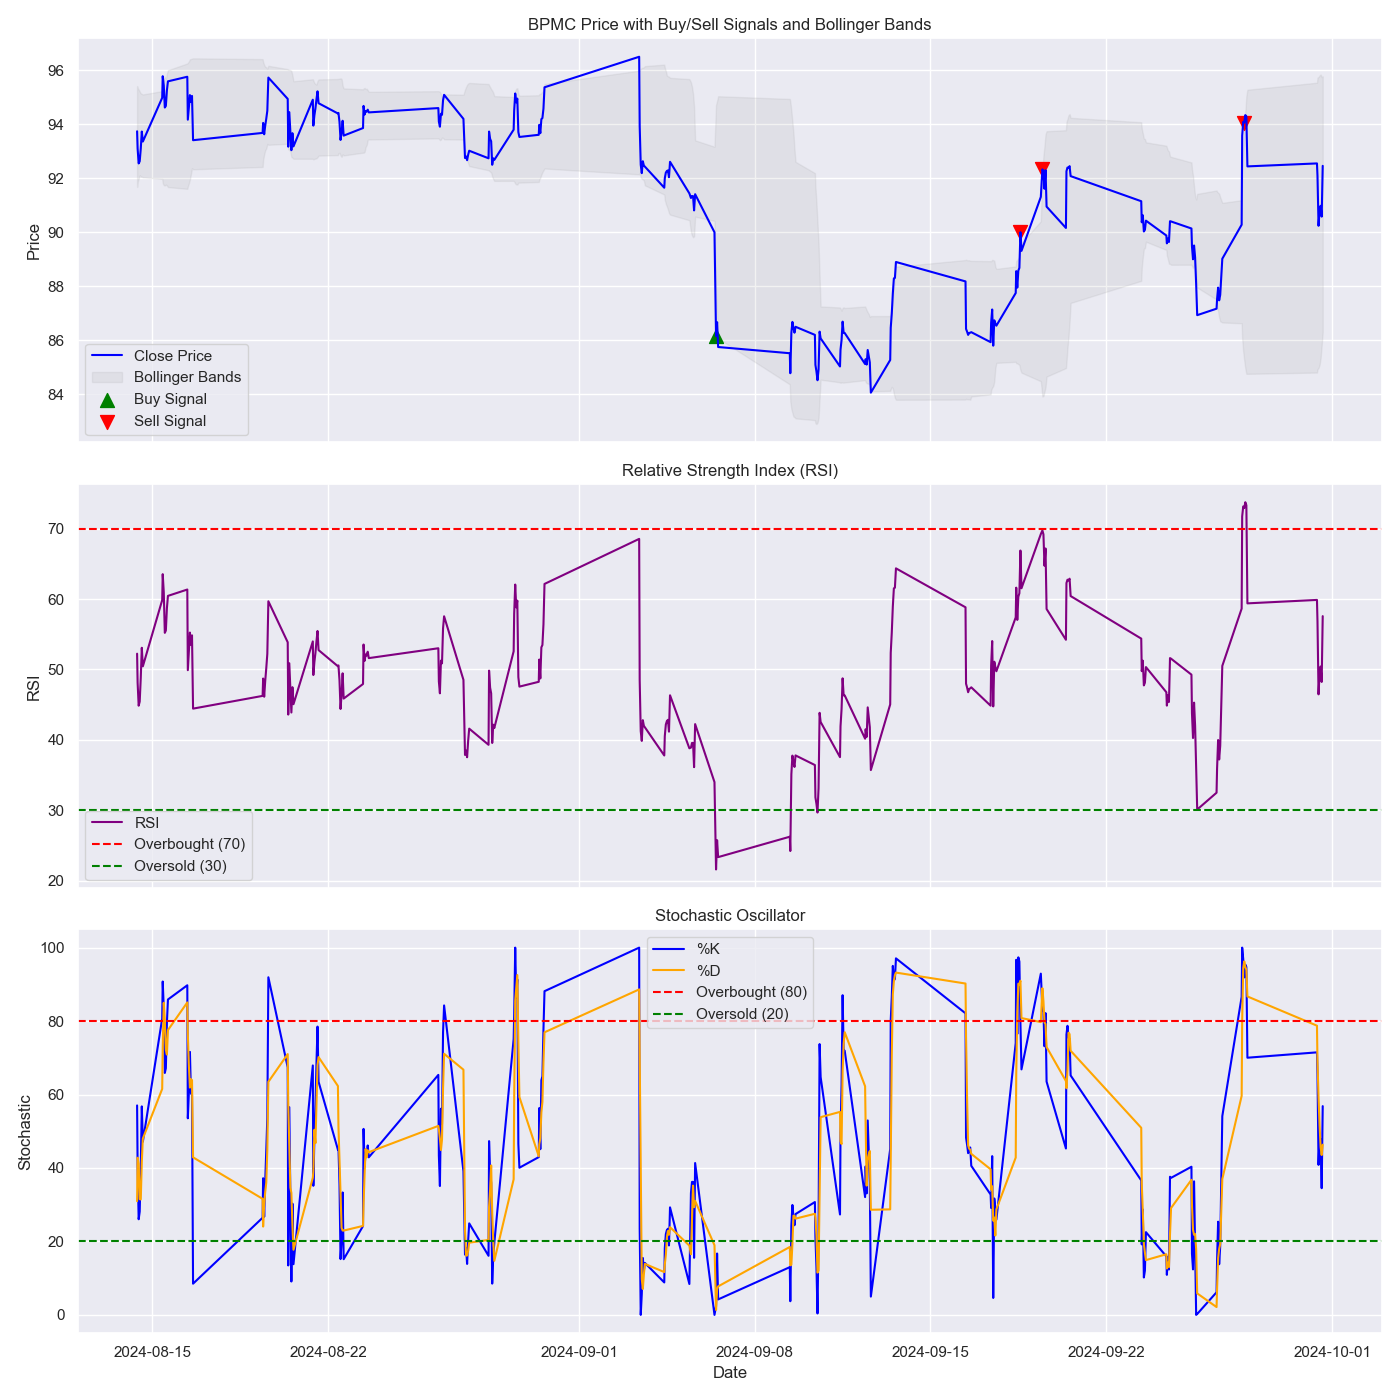 BPMC Price with Buy/Sell Signals and Bollinger Bands
96
94
92
90
88
86
84
Price
Close Price
Bollinger Bands
Buy Signal
Sell Signal
Relative Strength Index (RSI)
70
60
50
40
30
20
RSI
RSI
Overbought (70)
Oversold (30)
Stochastic Oscillator
100
80
60
40
20
0
Stochastic
%K
%D
Overbought (80)
Oversold (20)
2024-08-15
2024-08-22
2024-09-01
2024-09-08
2024-09-15
2024-09-22
2024-10-01
Date